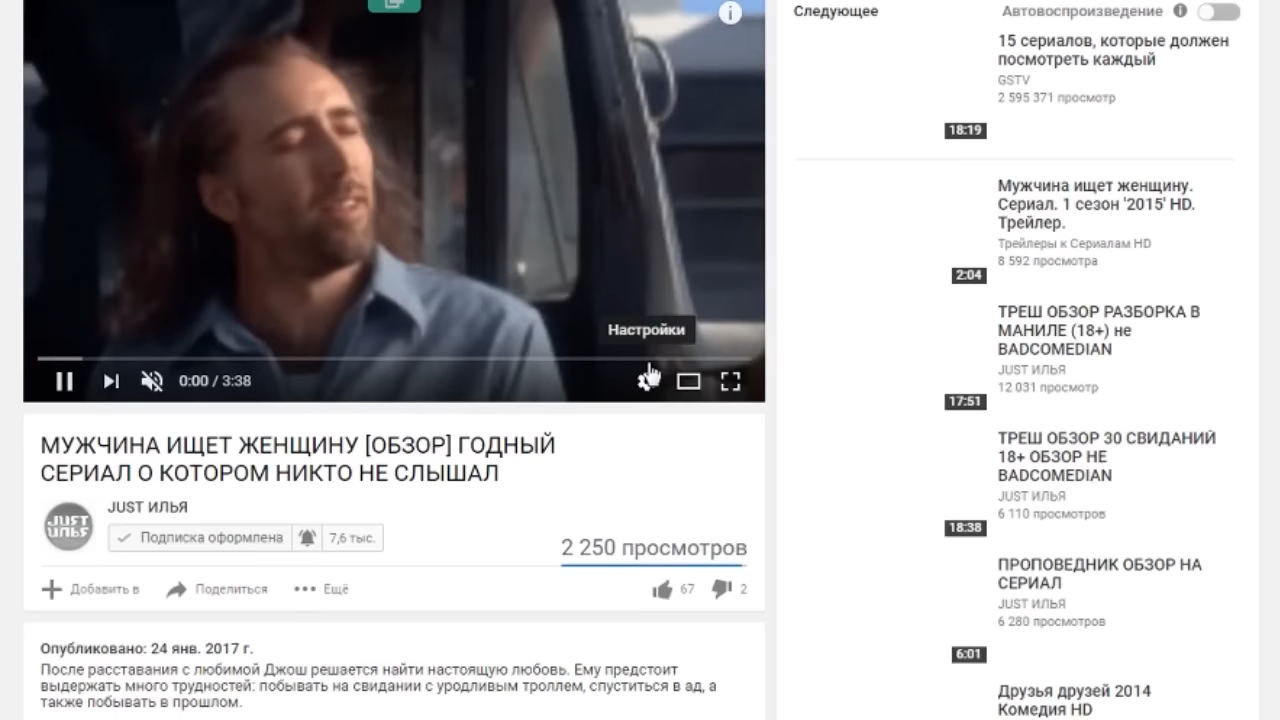 Настройки
0:00 / 3:38
МУЖЧИНА ИЩЕТ ЖЕНЩИНУ [ОБЗОР] ГОДНЫЙ
СЕРИАЛ О КОТОРОМ НИКТО НЕ СЛЫШАЛ
JUST
ИЛЬЯ
JUST ИЛЬЯ
Подписка оформлена
7,6 тыс.
2 250 просмотров
Добавить в
Поделиться
Ещё
67
2
Опубликовано: 24 янв. 2017 г.
После расставания с любимой Джош решается найти настоящую любовь. Ему предстоит
выдержать много трудностей: побывать на свидании с уродливым троллем, спуститься в ад, а
также побывать в прошлом.
Следующее
Автовоспроизведение
15 сериалов, которые должен
посмотреть каждый
GSTV
2 595 371 просмотр
18:19
Мужчина ищет женщину.
Сериал. 1 сезон '2015' HD.
Трейлер.
Трейлеры к Сериалам HD
8 592 просмотра
2:04
ТРЕШ ОБЗОР РАЗБОРКА В
МАНИЛЕ (18+) не
BADCOMEDIAN
JUST ИЛЬЯ
12 031 просмотр
17:51
ТРЕШ ОБЗОР 30 СВИДАНИЙ
18+ ОБЗОР НЕ
BADCOMEDIAN
JUST ИЛЬЯ
6 110 просмотров
18:38
ПРОПОВЕДНИК ОБЗОР НА
СЕРИАЛ
JUST ИЛЬЯ
6 280 просмотров
6:01
Друзья друзей 2014
Комедия HD